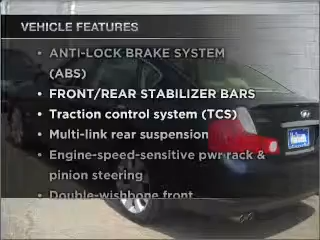 VEHICLE FEATURES
• ANTI-LOCK BRAKE SYSTEM
(ABS)
• FRONT/REAR STABILIZER BARS
• Traction control system (TCS)
• Multi-link rear suspension
• Engine-speed-sensitive pwr rack &
pinion steering
• Double-wishbone front